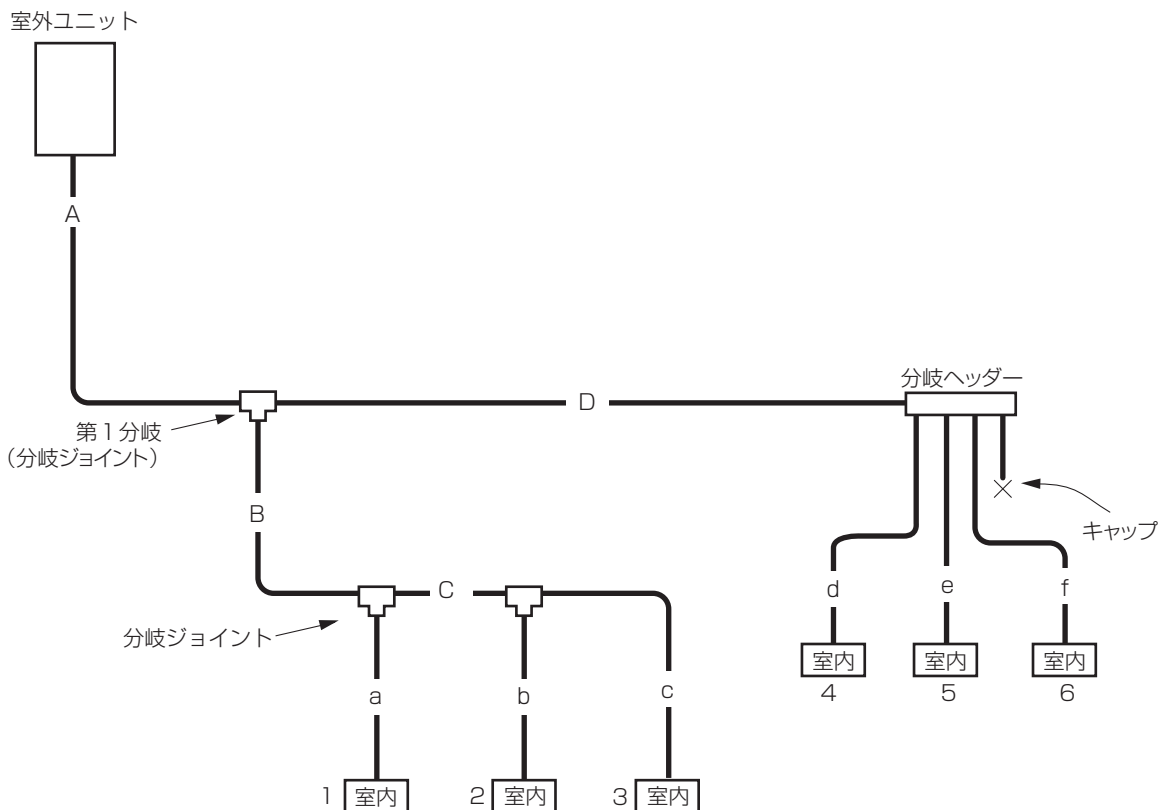 室外ユニット
A
分岐ヘッダー
D
第1分岐
（分岐ジョイント）
B
キャップ
C
d
e
f
分岐ジョイント
室内
室内
室内
4
5
6
a
b
c
1
室内
2
室内
3
室内